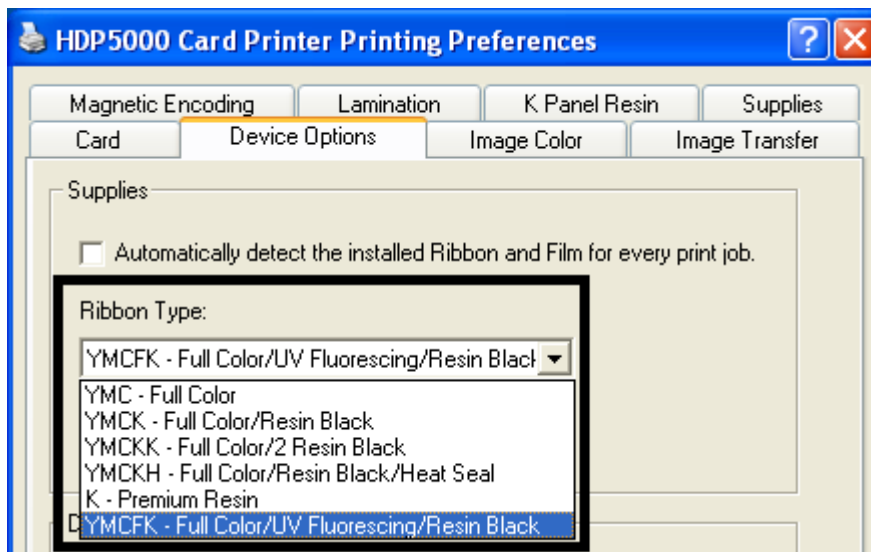 HDP5000 Card Printer Printing Preferences
Magnetic Encoding Lamination K Panel Resin Supplies
Card Device Options Image Color Image Transfer
Supplies
Automatically detect the installed Ribbon and Film for every print job.
Ribbon Type:
YMCFK - Full Color/UV Fluorescing/Resin Black
YMC - Full Color
YMCK - Full Color/Resin Black
YMCKK - Full Color/2 Resin Black
YMCKH - Full Color/Resin Black/Heat Seal
K - Premium Resin
YMCFK - Full Color/UV Fluorescing/Resin Black